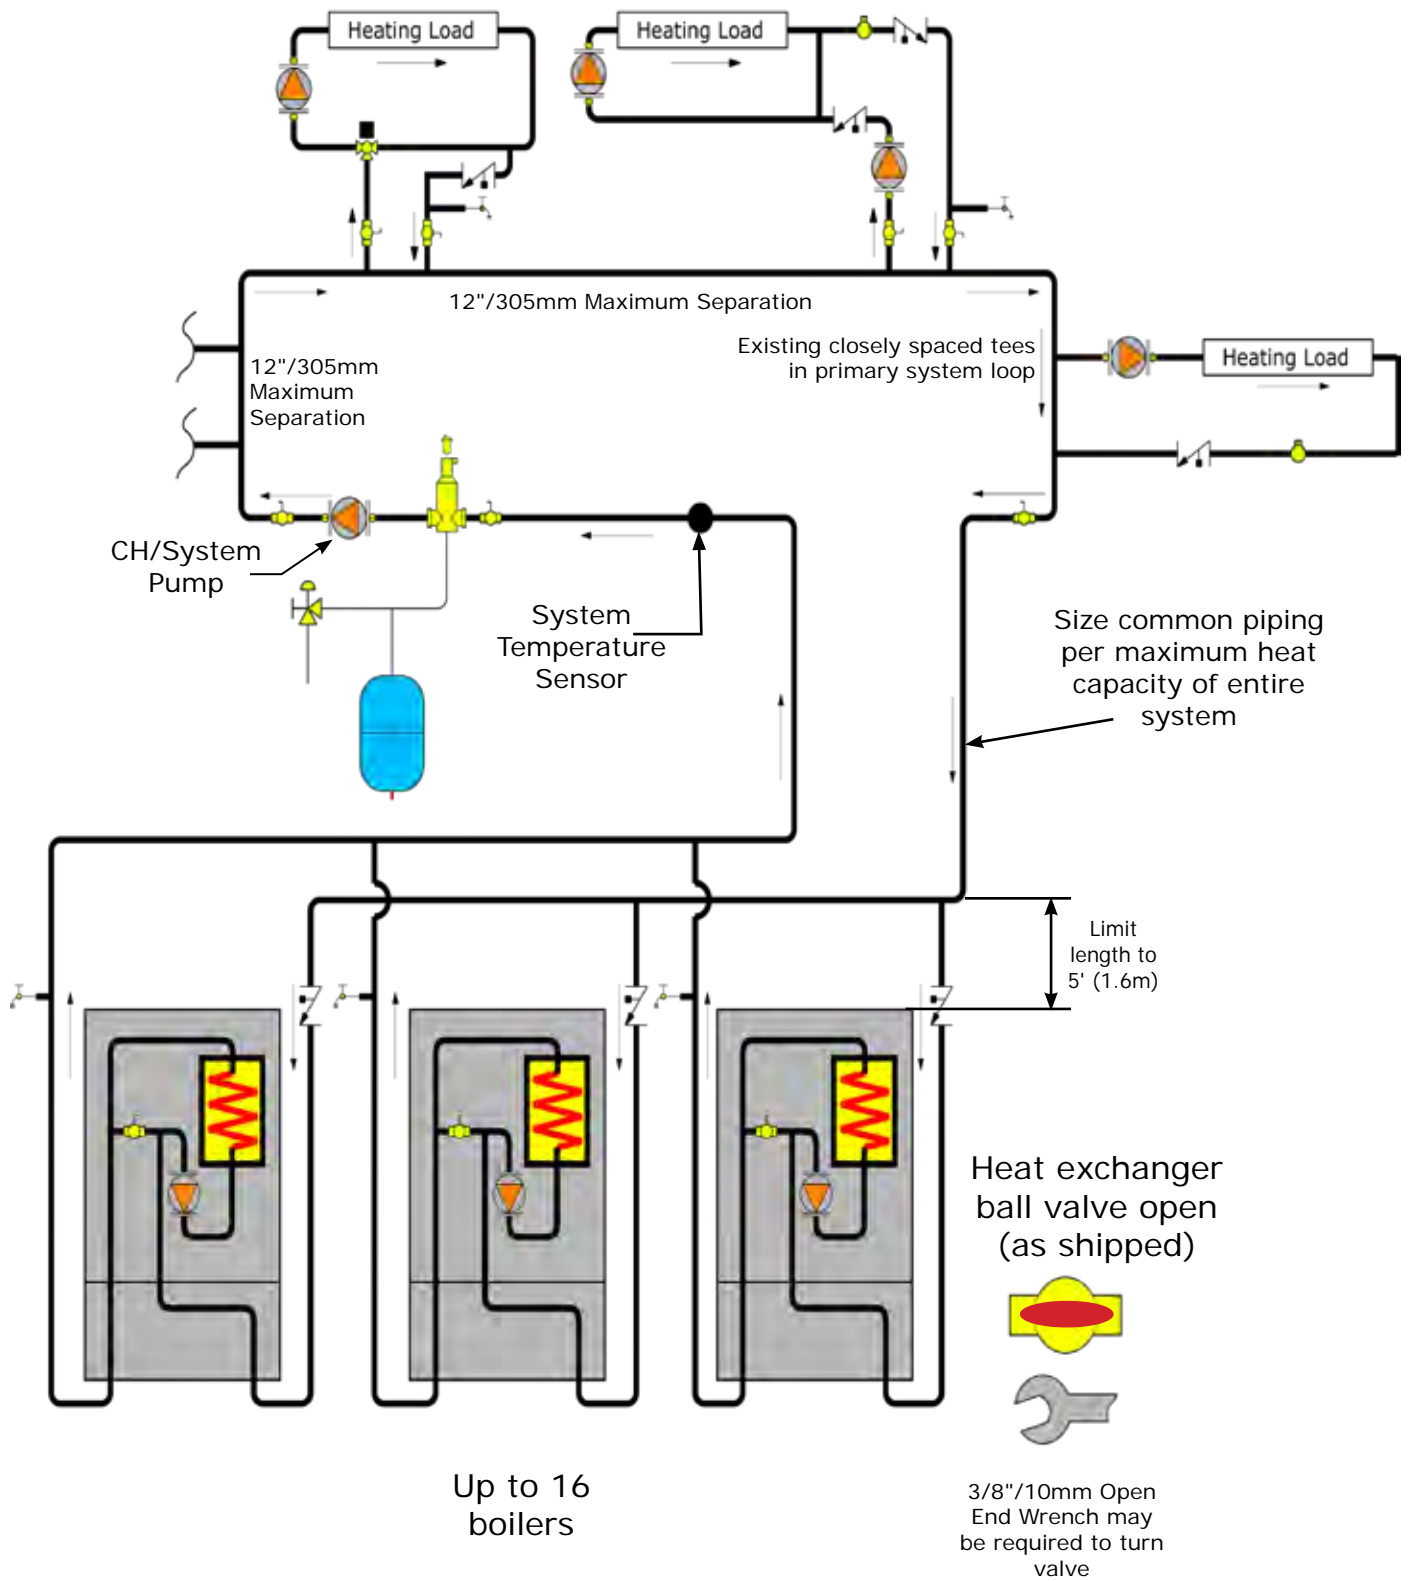 Heating Load
Heating Load
12"/305mm Maximum Separation
Existing closely spaced tees
in primary system loop
Heating Load
12"/305mm
Maximum
Separation
CH/System
Pump
System
Temperature
Sensor
Size common piping
per maximum heat
capacity of entire
system
Limit
length to
5' (1.6m)
Heat exchanger
ball valve open
(as shipped)
Up to 16
boilers
3/8"/10mm Open
End Wrench may
be required to turn
valve